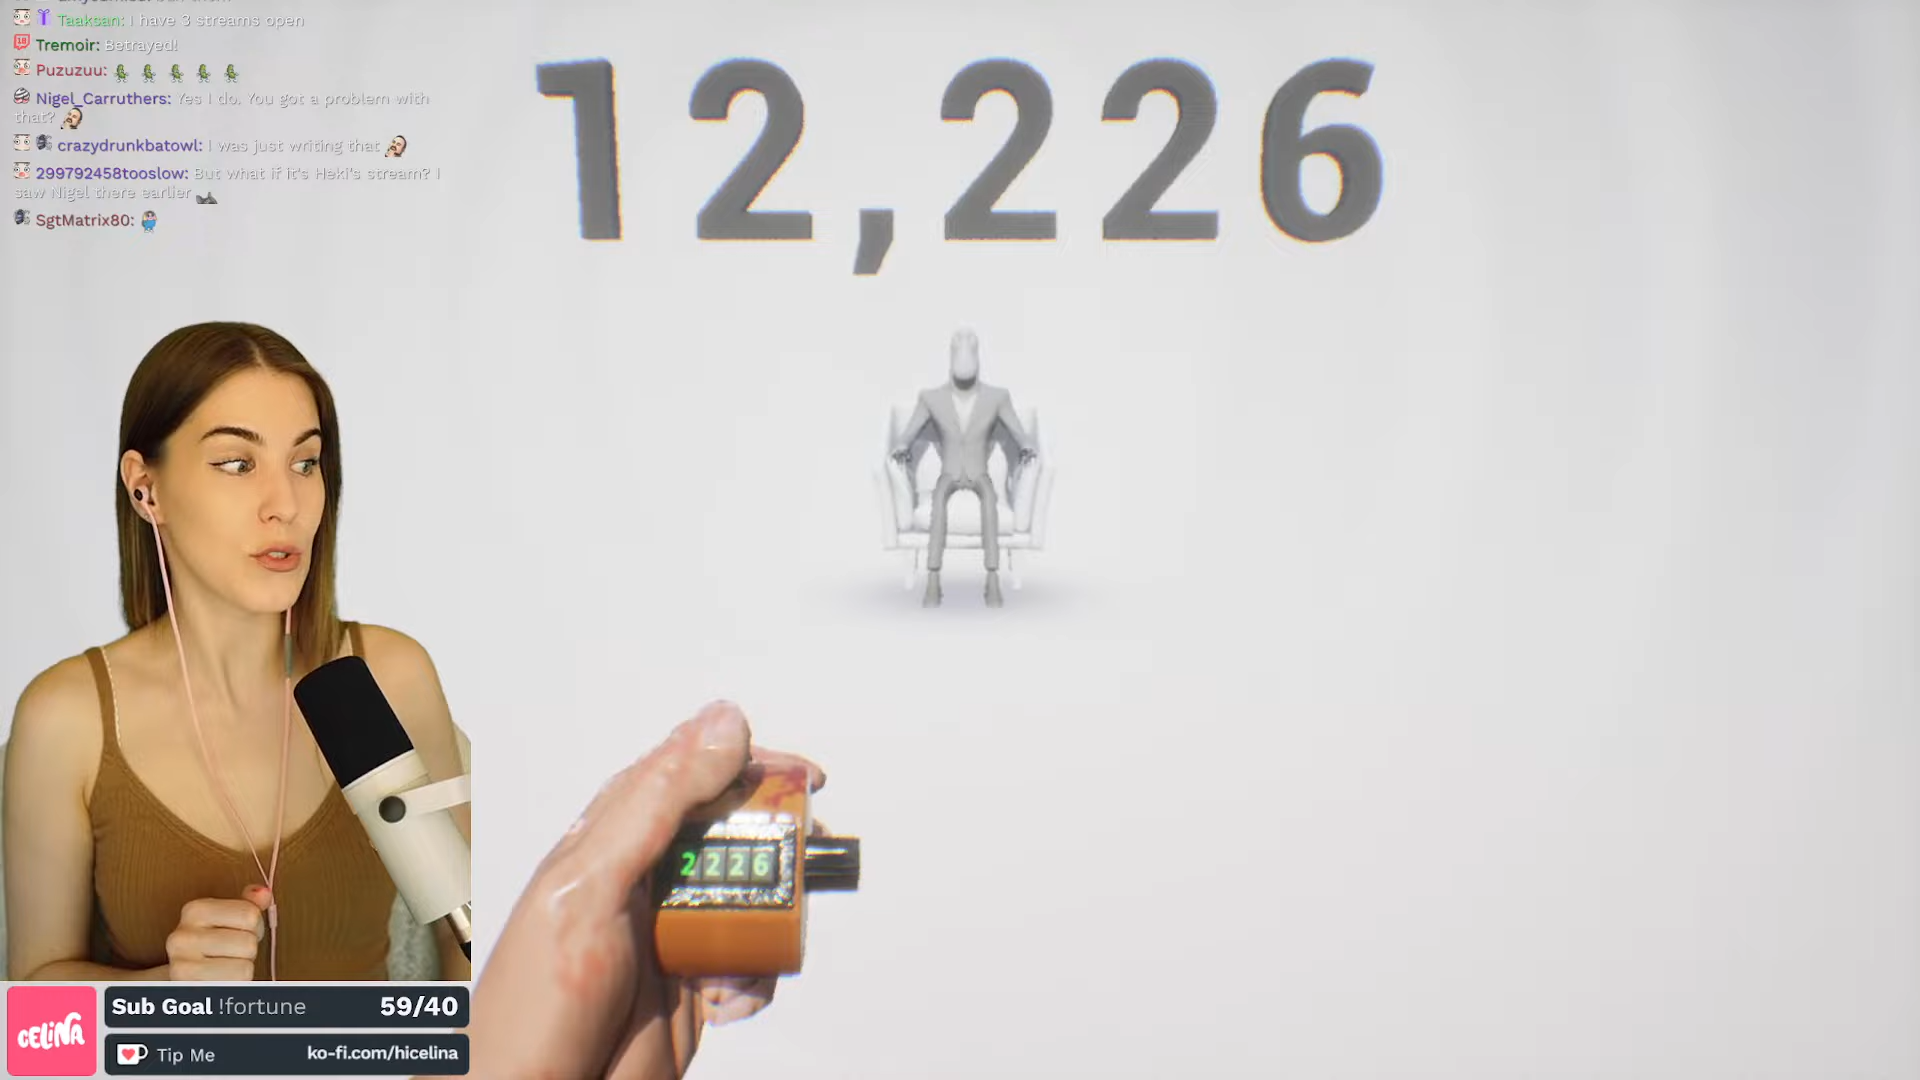 Taaksan: I have 3 streams open
Tremoir: Betrayed!
Puzuzuu:
Nigel_Carruthers: Yes I do. You got a problem with
that?
crazydrunkbatowl: I was just writing that
299792458tooslow: But what if it's Heki's stream? I
saw Nigel there earlier
SgtMatrix80:
12,226
2226
CELINA
Sub Goal !fortune 59/40
Tip Me ko-fi.com/hicelina